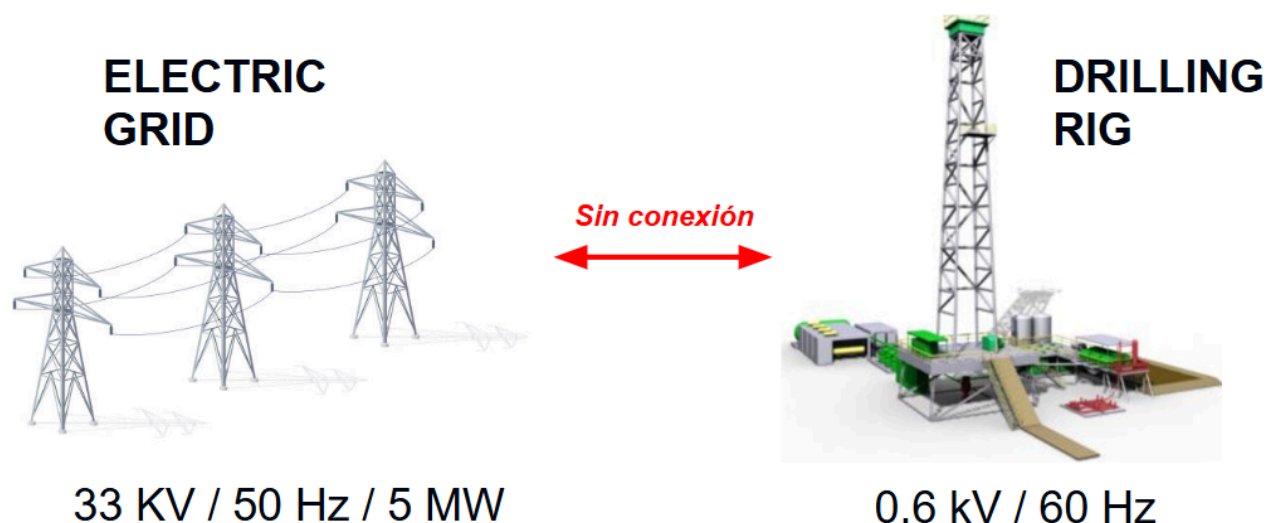 ELECTRIC
GRID
DRILLING
RIG
Sin conexión
33 KV / 50 Hz / 5 MW
0.6 kV / 60 Hz